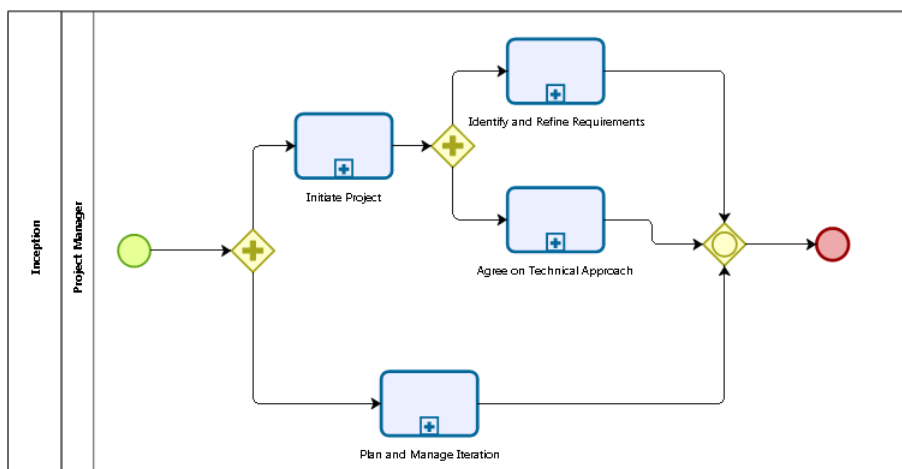 Inception
Project Manager
Identify and Refine Requirements
Initiate Project
Agree on Technical Approach
Plan and Manage Iteration